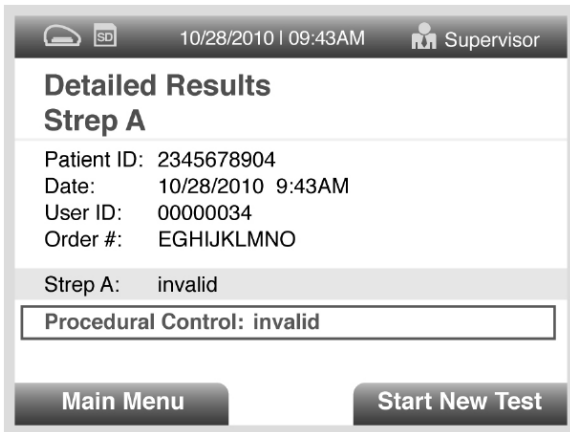 SD 10/28/2010 | 09:43AM Supervisor
Detailed Results
Strep A
Patient ID: 2345678904
Date: 10/28/2010 9:43AM
User ID: 00000034
Order #: EGHIJKLMNO
Strep A: invalid
Procedural Control: invalid
Main Menu Start New Test